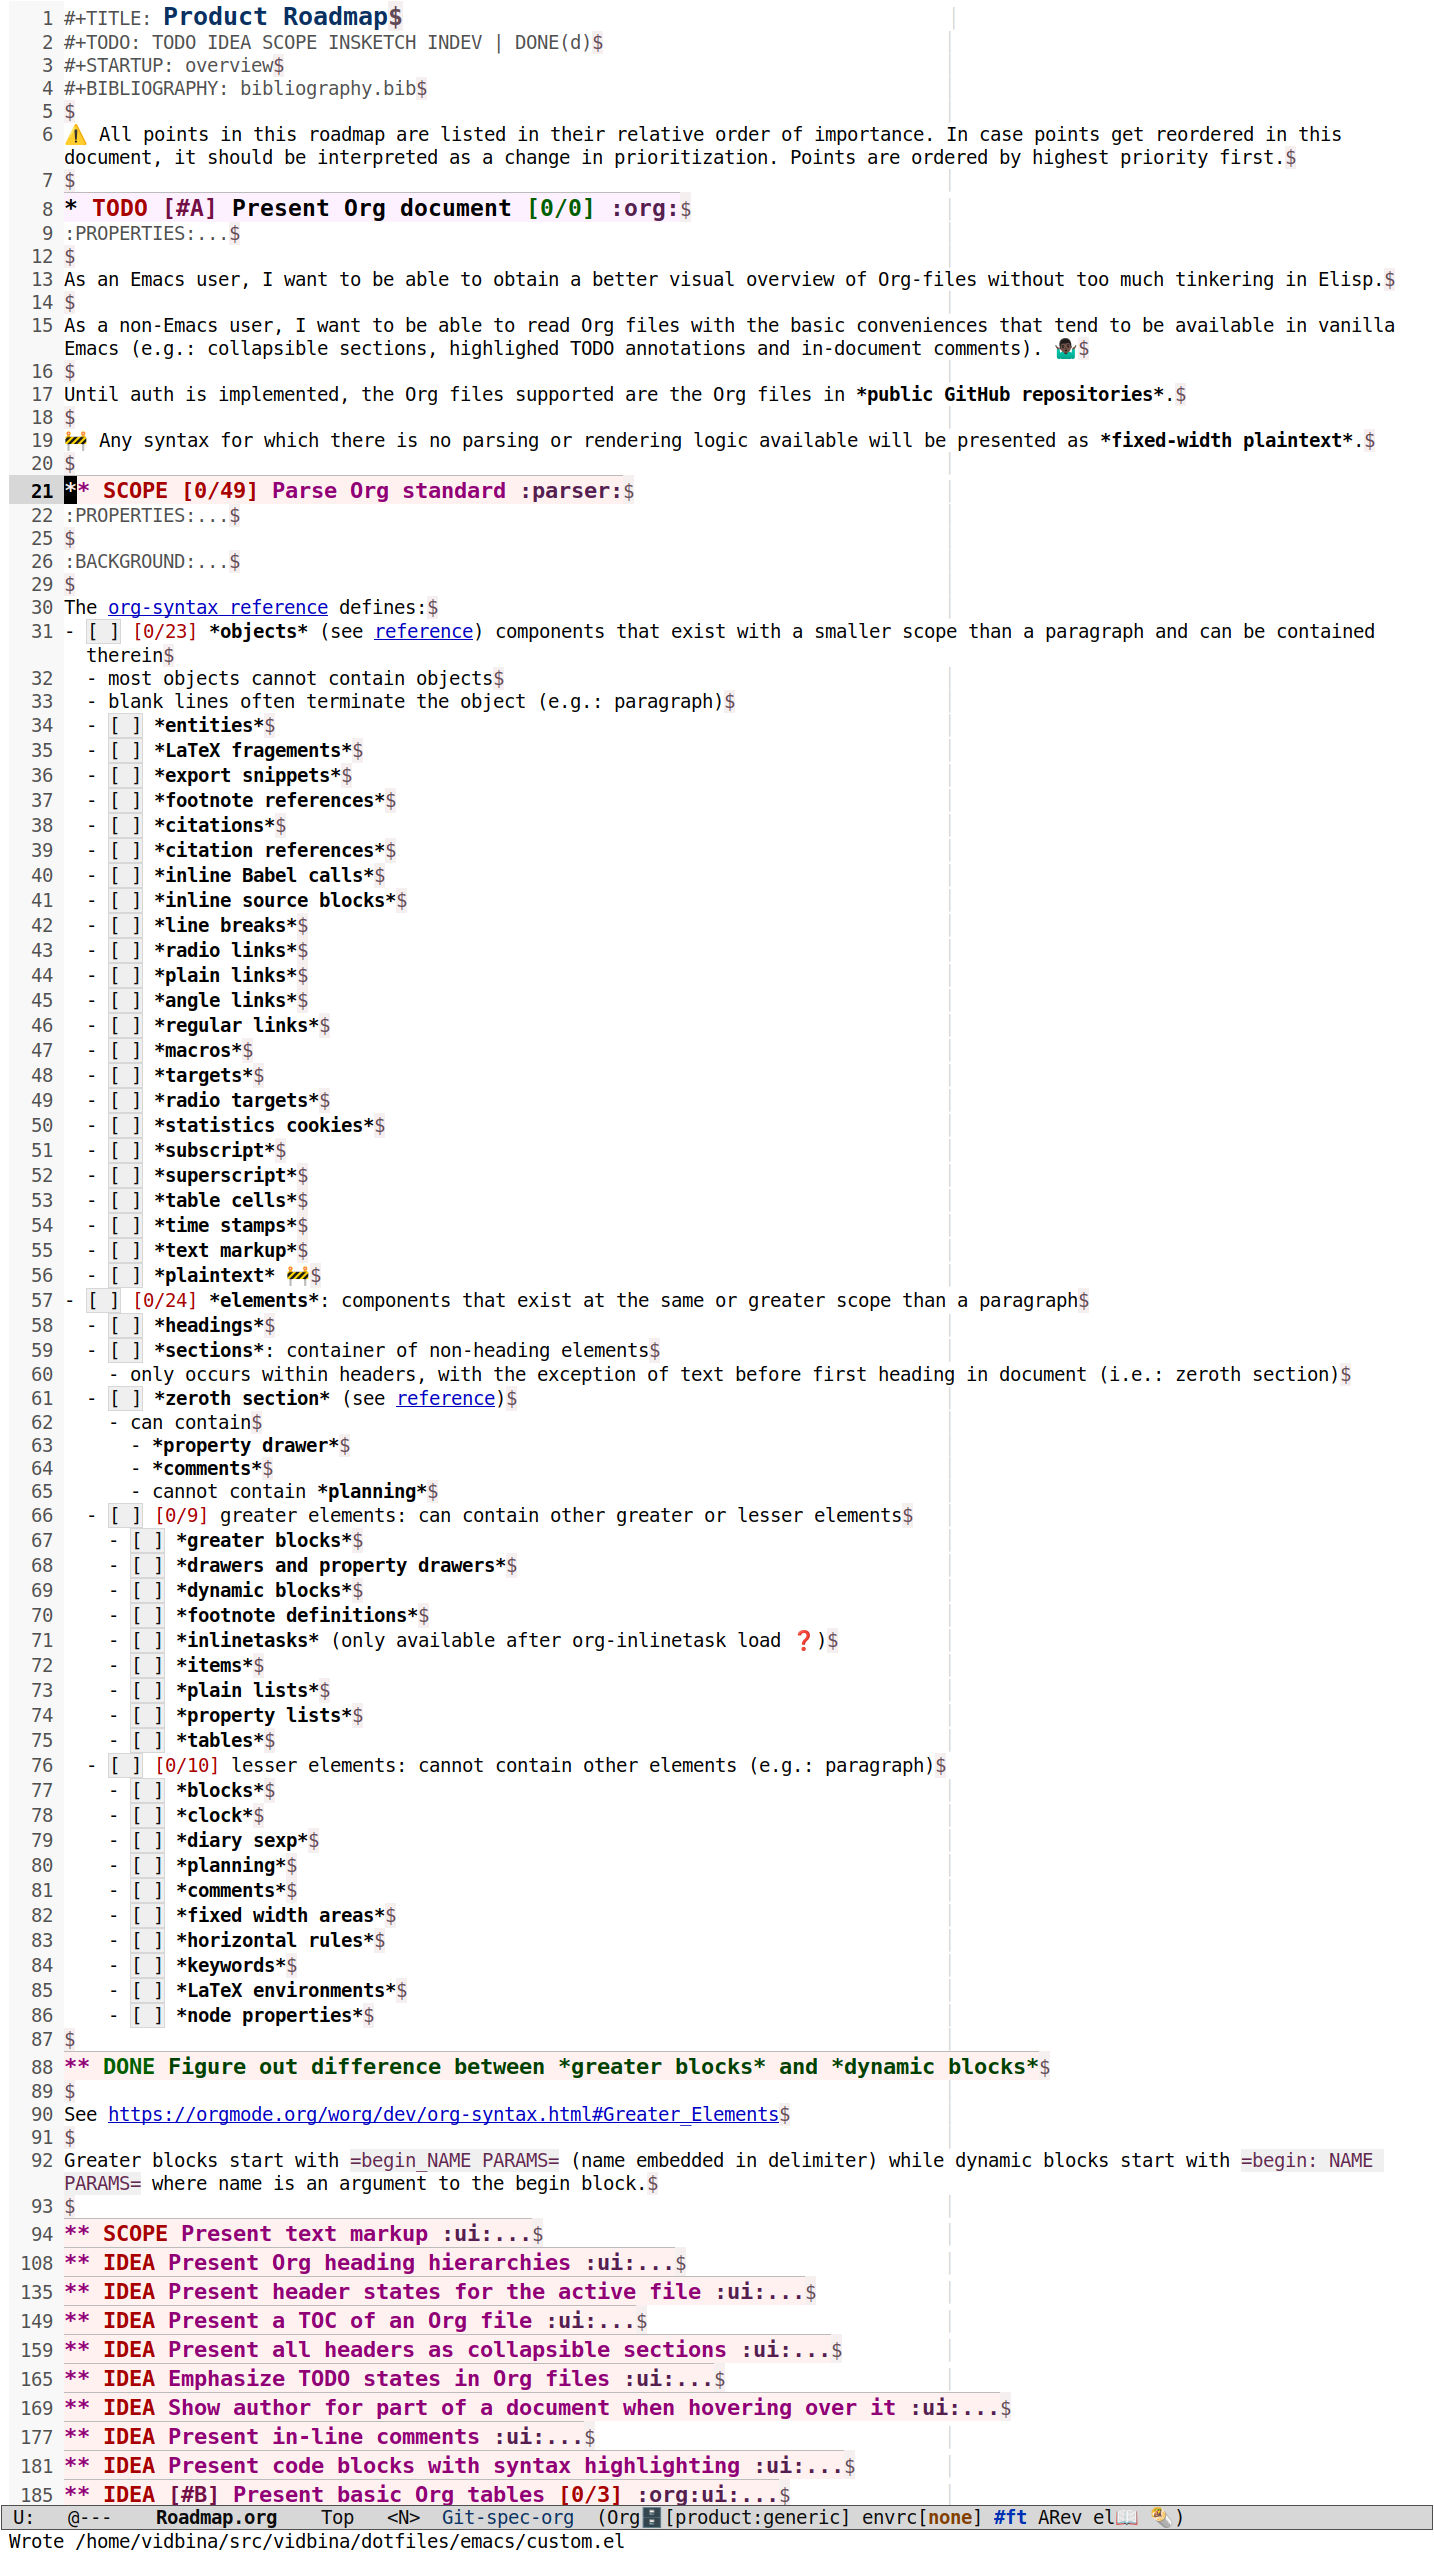 1 #+TITLE: Product Roadmap$
2 #+TODO: TODO IDEA SCOPE INSKETCH INDEV | DONE(d)$
3 #+STARTUP: overview$
4 #+BIBLIOGRAPHY: bibliography.bib$
5 $
6 ⚠️ All points in this roadmap are listed in their relative order of importance. In case points get reordered in this
document, it should be interpreted as a change in prioritization. Points are ordered by highest priority first.$
7 $
8 * TODO [#A] Present Org document [0/0] :org:$
9 :PROPERTIES:...$
12 $
13 As an Emacs user, I want to be able to obtain a better visual overview of Org-files without too much tinkering in Elisp.$
14 $
15 As a non-Emacs user, I want to be able to read Org files with the basic conveniences that tend to be available in vanilla
Emacs (e.g.: collapsible sections, highlighed TODO annotations and in-document comments). 🤷🏿‍♂️$
16 $
17 Until auth is implemented, the Org files supported are the Org files in *public GitHub repositories*.$
18 $
19 🚧 Any syntax for which there is no parsing or rendering logic available will be presented as *fixed-width plaintext*.$
20 $
21 ** SCOPE [0/49] Parse Org standard :parser:$
22 :PROPERTIES:...$
25 $
26 :BACKGROUND:...$
29 $
30 The org-syntax reference defines:$
31 - [ ] [0/23] *objects* (see reference) components that exist with a smaller scope than a paragraph and can be contained
therein$
32 - most objects cannot contain objects$
33 - blank lines often terminate the object (e.g.: paragraph)$
34 - [ ] *entities*$
35 - [ ] *LaTeX fragements*$
36 - [ ] *export snippets*$
37 - [ ] *footnote references*$
38 - [ ] *citations*$
39 - [ ] *citation references*$
40 - [ ] *inline Babel calls*$
41 - [ ] *inline source blocks*$
42 - [ ] *line breaks*$
43 - [ ] *radio links*$
44 - [ ] *plain links*$
45 - [ ] *angle links*$
46 - [ ] *regular links*$
47 - [ ] *macros*$
48 - [ ] *targets*$
49 - [ ] *radio targets*$
50 - [ ] *statistics cookies*$
51 - [ ] *subscript*$
52 - [ ] *superscript*$
53 - [ ] *table cells*$
54 - [ ] *time stamps*$
55 - [ ] *text markup*$
56 - [ ] *plaintext* 🚧$
57 - [ ] [0/24] *elements*: components that exist at the same or greater scope than a paragraph$
58 - [ ] *headings*$
59 - [ ] *sections*: container of non-heading elements$
60 - only occurs within headers, with the exception of text before first heading in document (i.e.: zeroth section)$
61 - [ ] *zeroth section* (see reference)$
62 - can contain$
63 - *property drawer*$
64 - *comments*$
65 - cannot contain *planning*$
66 - [ ] [0/9] greater elements: can contain other greater or lesser elements$
67 - [ ] *greater blocks*$
68 - [ ] *drawers and property drawers*$
69 - [ ] *dynamic blocks*$
70 - [ ] *footnote definitions*$
71 - [ ] *inlinetasks* (only available after org-inlinetask load ❓)$
72 - [ ] *items*$
73 - [ ] *plain lists*$
74 - [ ] *property lists*$
75 - [ ] *tables*$
76 - [ ] [0/10] lesser elements: cannot contain other elements (e.g.: paragraph)$
77 - [ ] *blocks*$
78 - [ ] *clock*$
79 - [ ] *diary sexp*$
80 - [ ] *planning*$
81 - [ ] *comments*$
82 - [ ] *fixed width areas*$
83 - [ ] *horizontal rules*$
84 - [ ] *keywords*$
85 - [ ] *LaTeX environments*$
86 - [ ] *node properties*$
87 $
88 ** DONE Figure out difference between *greater blocks* and *dynamic blocks*$
89 $
90 See https://orgmode.org/worg/dev/org-syntax.html#Greater_Elements$
91 $
92 Greater blocks start with =begin_NAME PARAMS= (name embedded in delimiter) while dynamic blocks start with =begin: NAME
PARAMS= where name is an argument to the begin block.$
93 $
94 ** SCOPE Present text markup :ui:...$
108 ** IDEA Present Org heading hierarchies :ui:...$
135 ** IDEA Present header states for the active file :ui:...$
149 ** IDEA Present a TOC of an Org file :ui:...$
159 ** IDEA Present all headers as collapsible sections :ui:...$
165 ** IDEA Emphasize TODO states in Org files :ui:...$
169 ** IDEA Show author for part of a document when hovering over it :ui:...$
177 ** IDEA Present in-line comments :ui:...$
181 ** IDEA Present code blocks with syntax highlighting :ui:...$
185 ** IDEA [#B] Present basic Org tables [0/3] :org:ui:...$
U: @--- Roadmap.org Top <N> Git-spec-org (Org🗄️[product:generic] envrc[none] #ft ARev el📖 🌯)
Wrote /home/vidbina/src/vidbina/dotfiles/emacs/custom.el